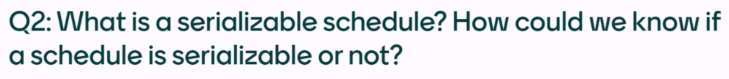 Q2: What is a serializable schedule? How could we know if
a schedule is serializable or not?